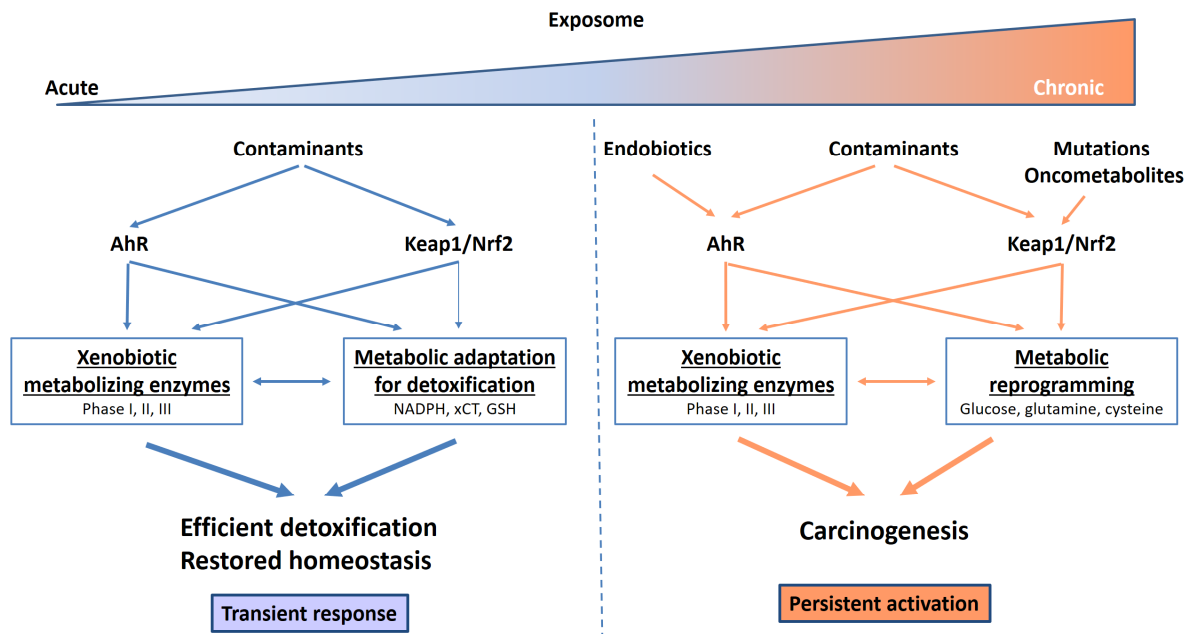 Exposome
Acute
Chronic
Contaminants
AhR
Keap1/Nrf2
Xenobiotic
metabolizing enzymes
Phase I, II, III
Metabolic adaptation
for detoxification
NADPH, xCT, GSH
Efficient detoxification
Restored homeostasis
Transient response
Endobiotics
Contaminants
Mutations
Oncometabolites
AhR
Keap1/Nrf2
Xenobiotic
metabolizing enzymes
Phase I, II, III
Metabolic
reprogramming
Glucose, glutamine, cysteine
Carcinogenesis
Persistent activation